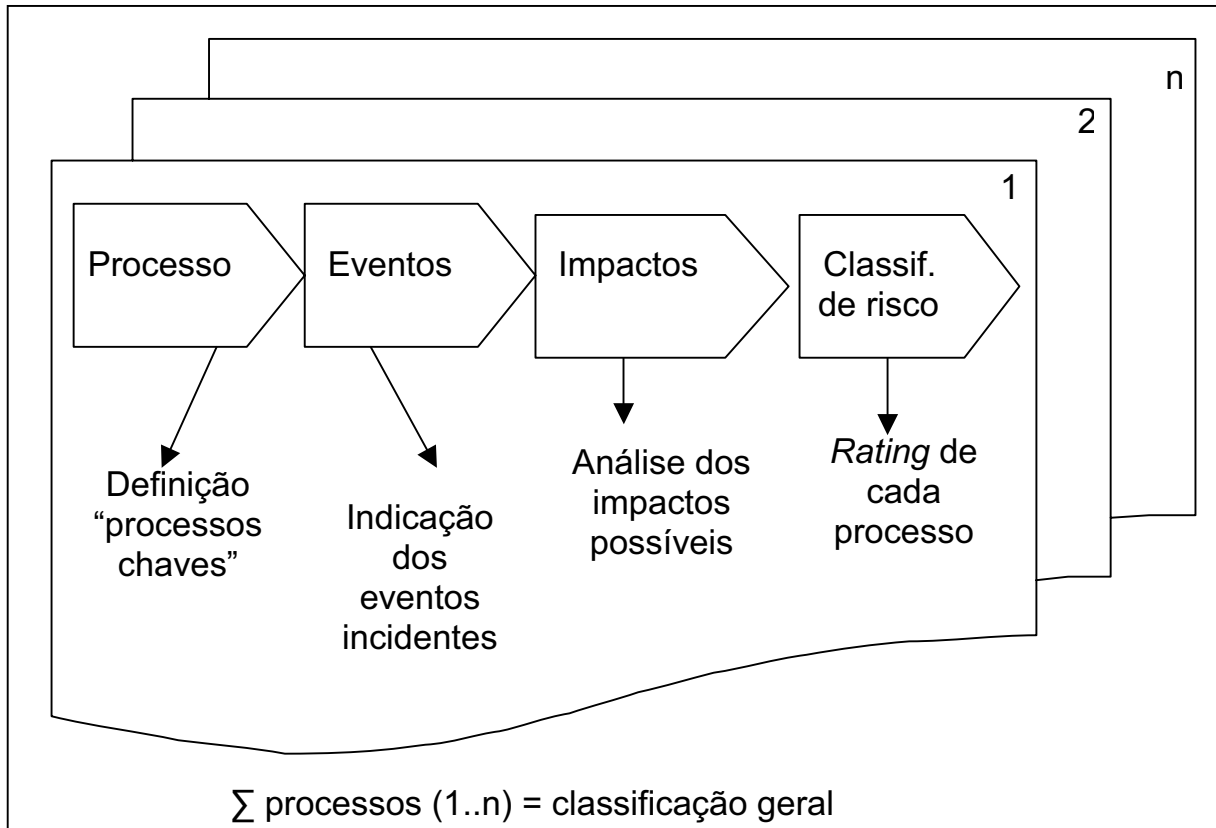 n
2
1
Processo
Eventos
Impactos
Classif.
de risco
Definição
“processos
chaves”
Indicação
dos
eventos
incidentes
Análise dos
impactos
possíveis
Rating de
cada
processo
∑ processos (1..n) = classificação geral